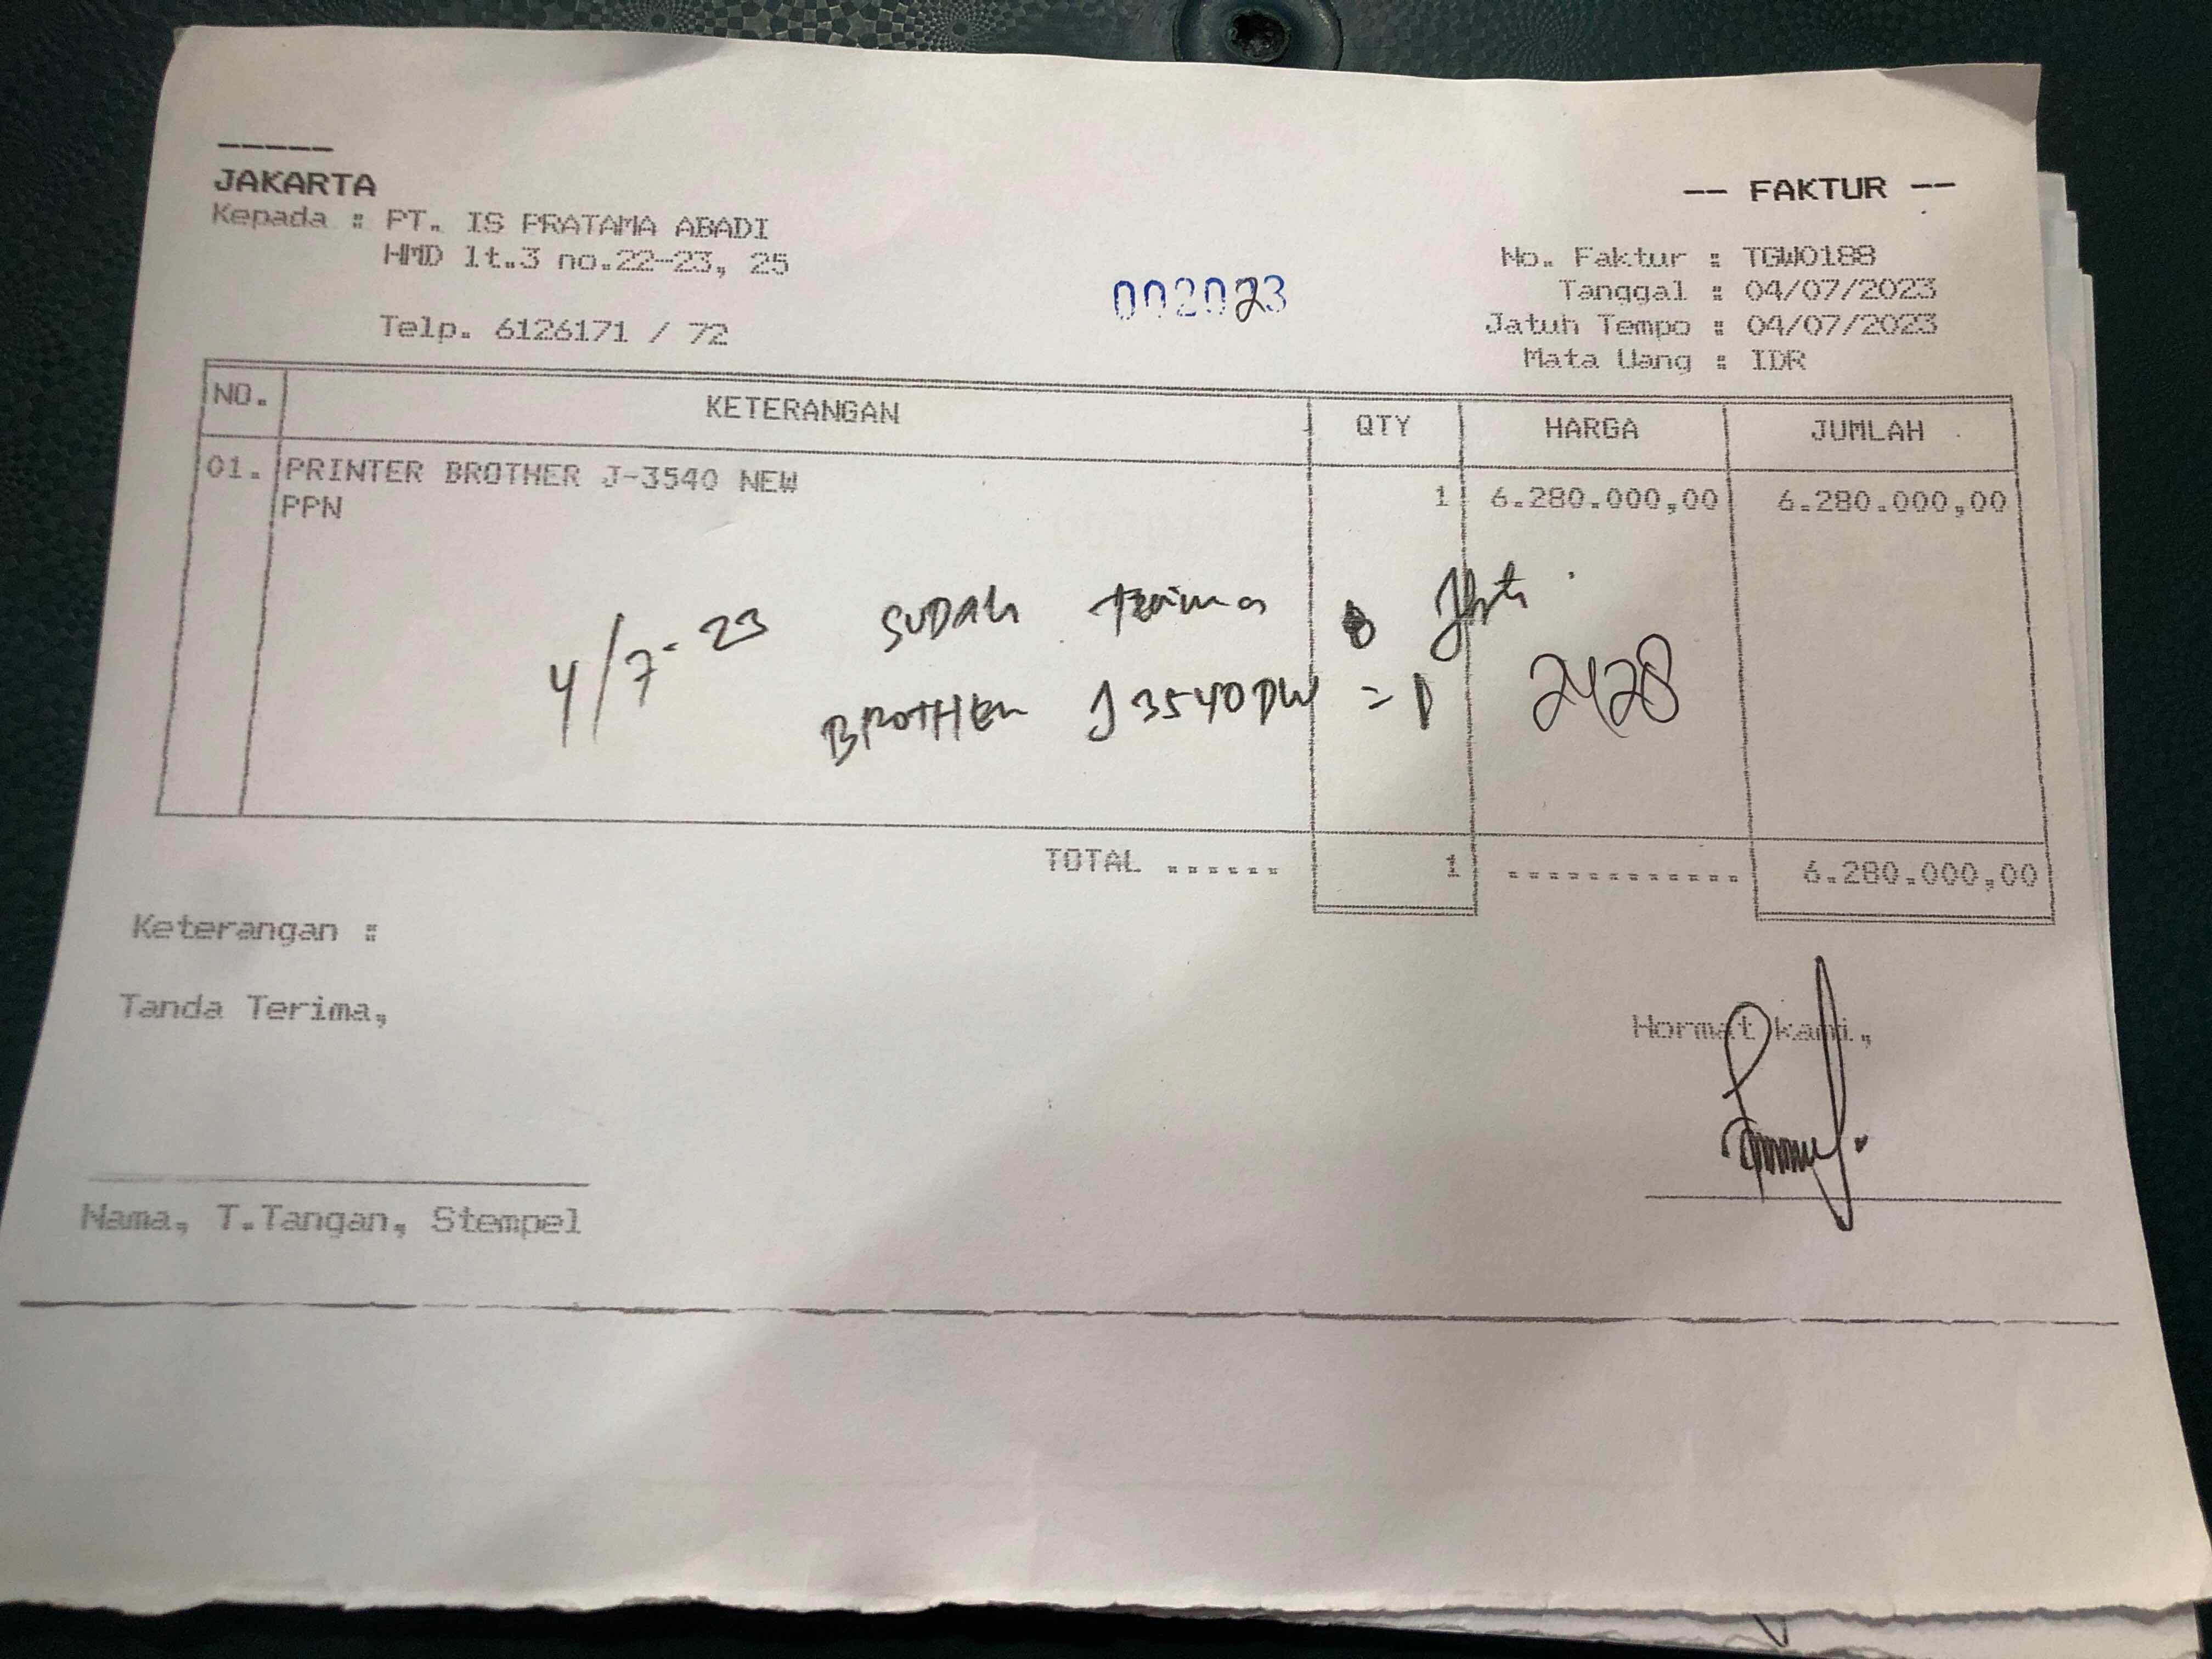 -----
JAKARTA
-- FAKTUR --
Kepada : PT. IS PRATAMA ABADI
HMD lt.3 no.22-23, 25
Telp. 6126171 / 72
No. Faktur : TGW0188
Tanggal : 04/07/2023
Jatuh Tempo : 04/07/2023
Mata Uang : IDR
NO. KETERANGAN QTY HARGA JUMLAH
01. PRINTER BROTHER J-3540 NEW 1 6.280.000,00 6.280.000,00
PPN
4/7-23 SUDAH terima
BROTHER J3540DW = 1
TOTAL ...... 1 ............ 6.280.000,00
Keterangan :
Tanda Terima,
Hormat kami,
Nama, T.Tangan, Stempel